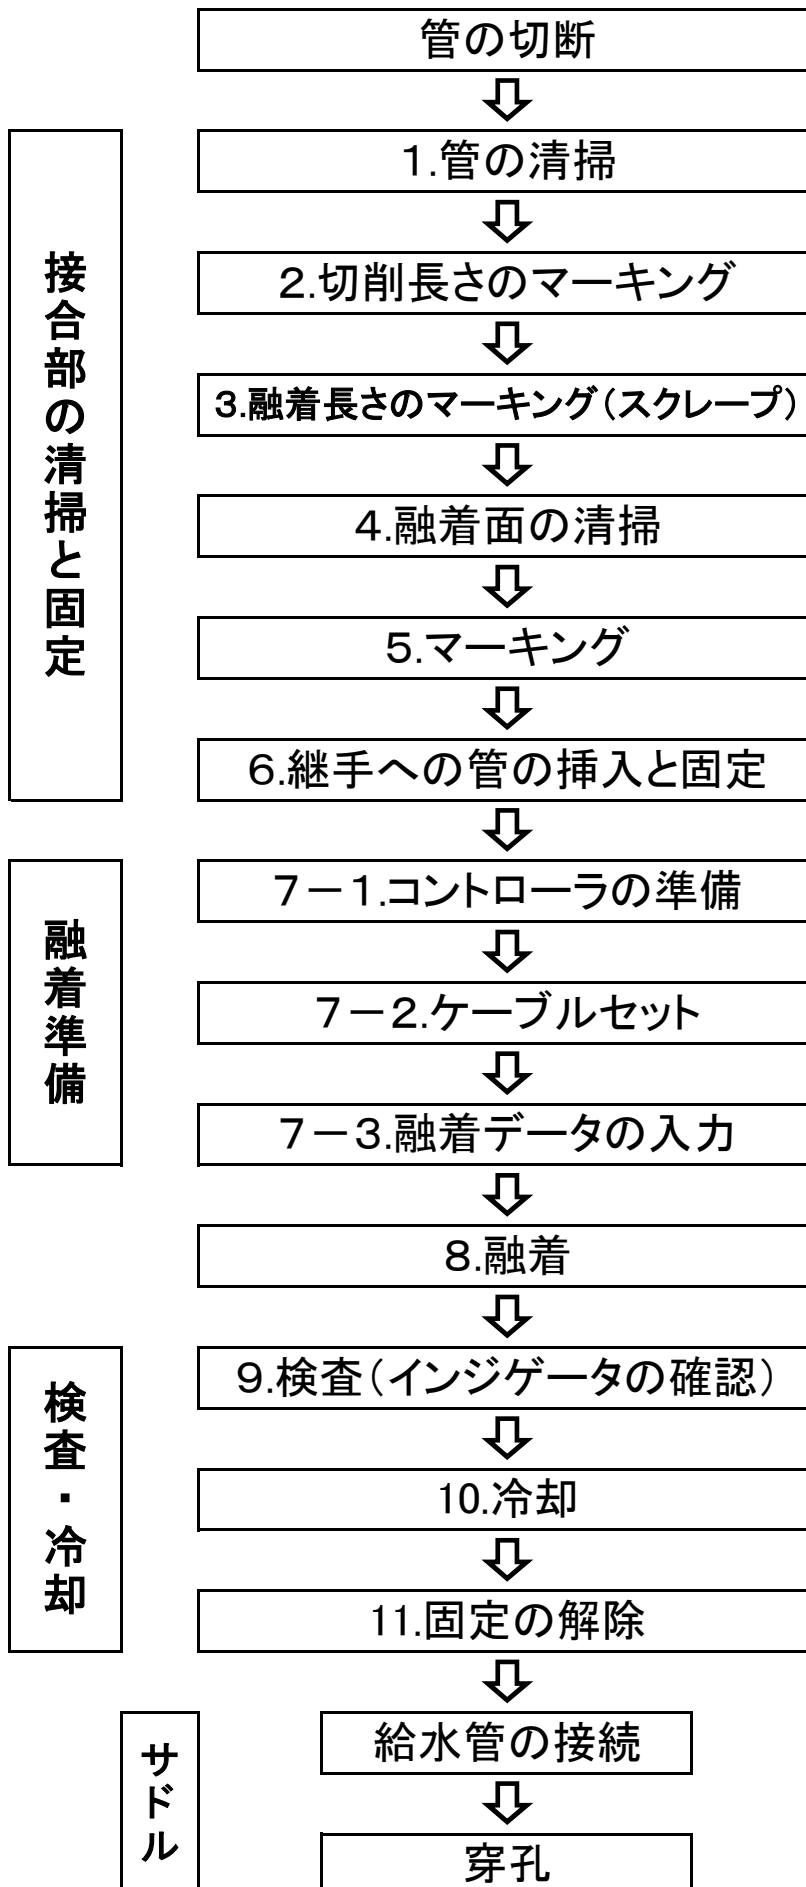 管の切断
接合部の清掃と固定
1.管の清掃
2.切削長さのマーキング
3.融着長さのマーキング(スクレープ)
4.融着面の清掃
5.マーキング
6.継手への管の挿入と固定
融着準備
7－1.コントローラの準備
7－2.ケーブルセット
7－3.融着データの入力
8.融着
検査・冷却
9.検査(インジゲータの確認)
10.冷却
11.固定の解除
サドル
給水管の接続
穿孔